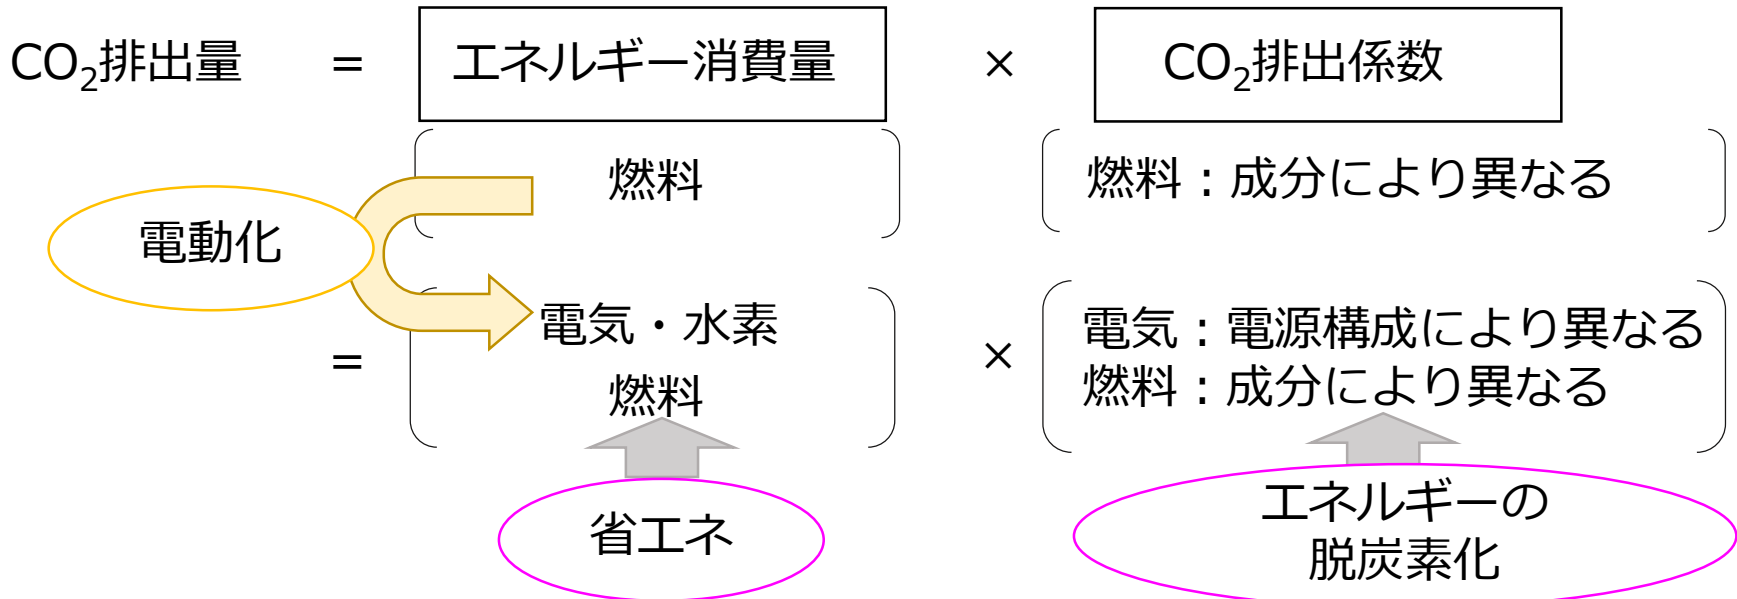 CO₂排出量 = エネルギー消費量 × CO₂排出係数
燃料 燃料：成分により異なる
電動化
電気・水素 電気：電源構成により異なる
= ×
燃料 燃料：成分により異なる
省エネ
エネルギーの
脱炭素化